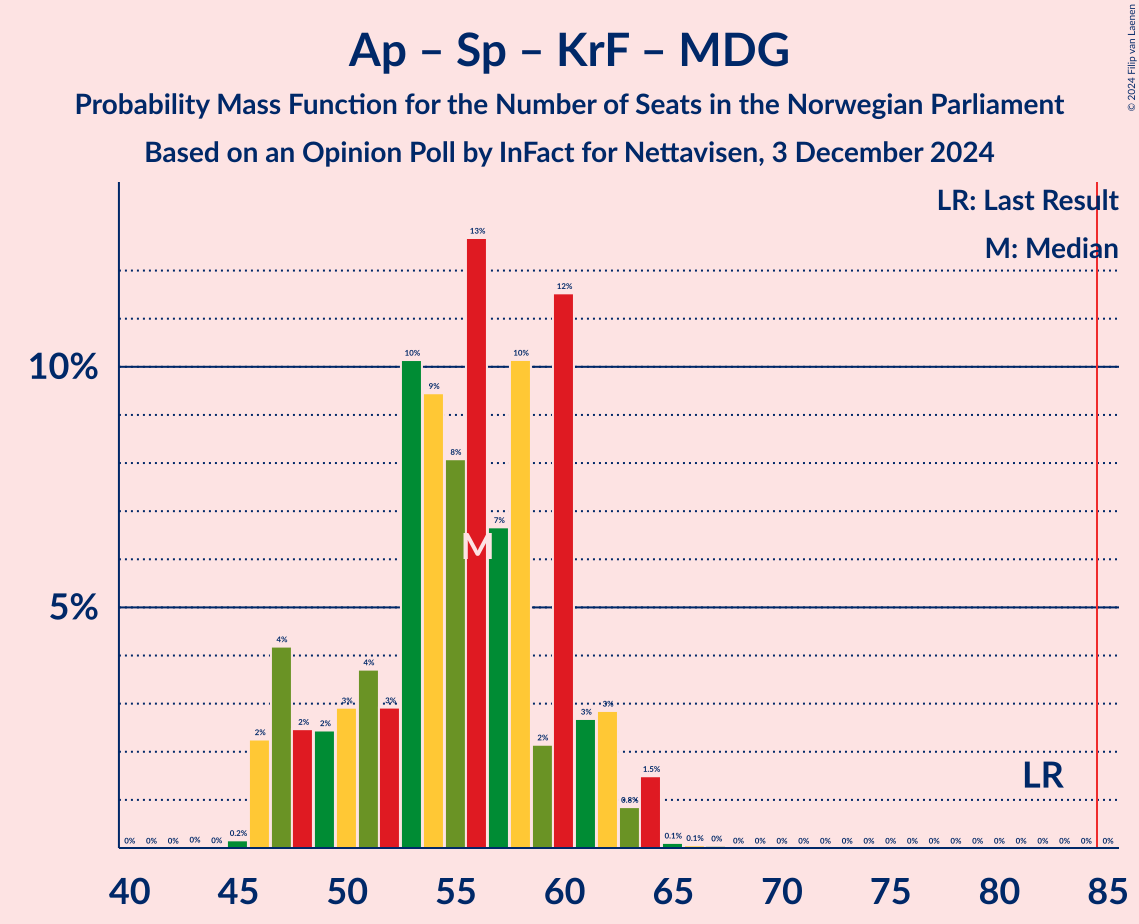 © 2024 Filip van Laenen
Ap – Sp – KrF – MDG
Probability Mass Function for the Number of Seats in the Norwegian Parliament
Based on an Opinion Poll by InFact for Nettavisen, 3 December 2024
LR: Last Result
M: Median
10%
5%
0% 0% 0% 0% 0% 0.2% 2% 4% 2% 2% 3% 4% 3% 10% 9% 8% 13% 7% 10% 2% 12% 3% 3% 0.8% 1.5% 0.1% 0.1% 0% 0% 0% 0% 0% 0% 0% 0% 0% 0% 0% 0% 0% 0% 0% 0% 0% 0% 0%
M
LR
40 45 50 55 60 65 70 75 80 85